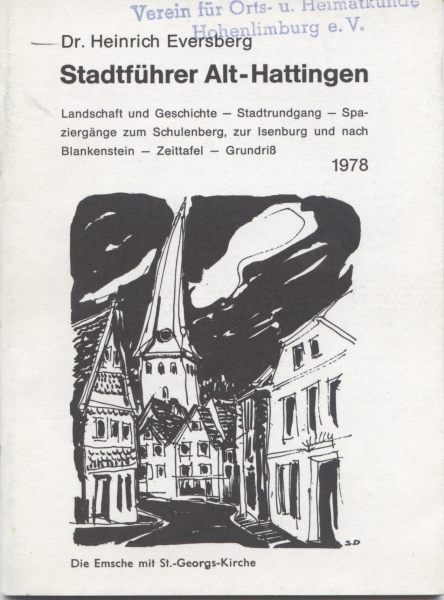 Verein für Orts- u. Heimatkunde
Hohenlimburg e. V.
Dr. Heinrich Eversberg
Stadtführer Alt-Hattingen
Landschaft und Geschichte – Stadtrundgang – Spa-
ziergänge zum Schulenberg, zur Isenburg und nach
Blankenstein – Zeittafel – Grundriß
1978
SD
Die Emsche mit St.-Georgs-Kirche